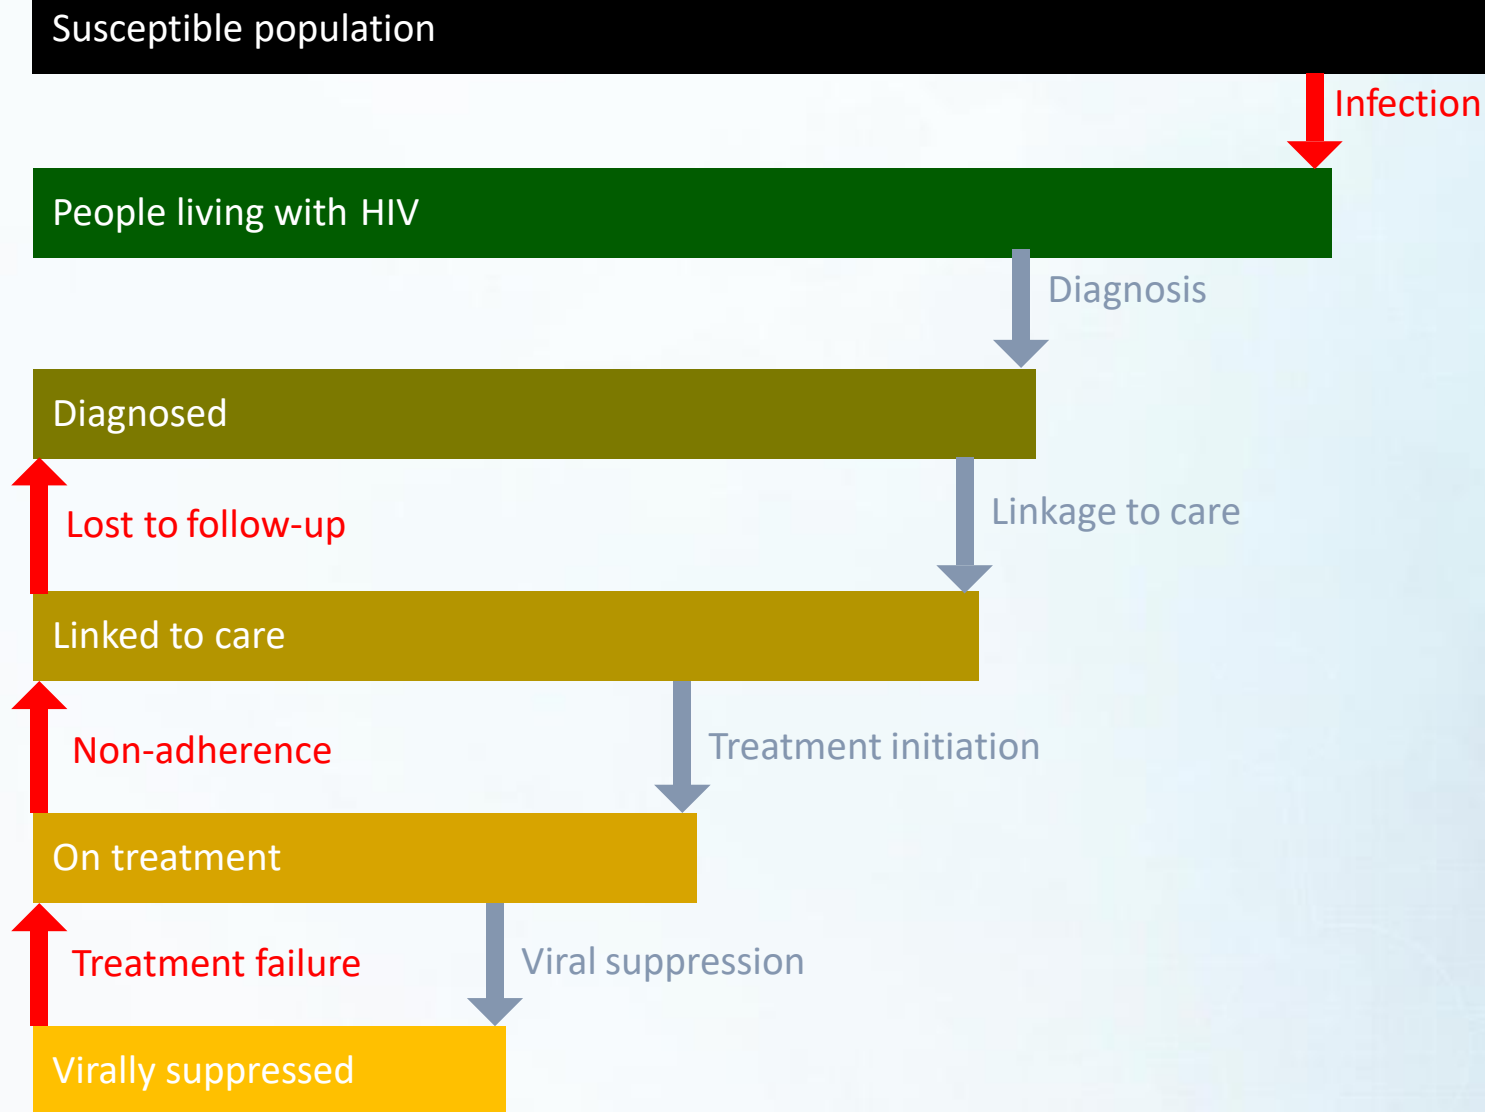 Susceptible population
Infection
People living with HIV
Diagnosis
Diagnosed
Lost to follow-up
Linkage to care
Linked to care
Non-adherence
Treatment initiation
On treatment
Treatment failure
Viral suppression
Virally suppressed